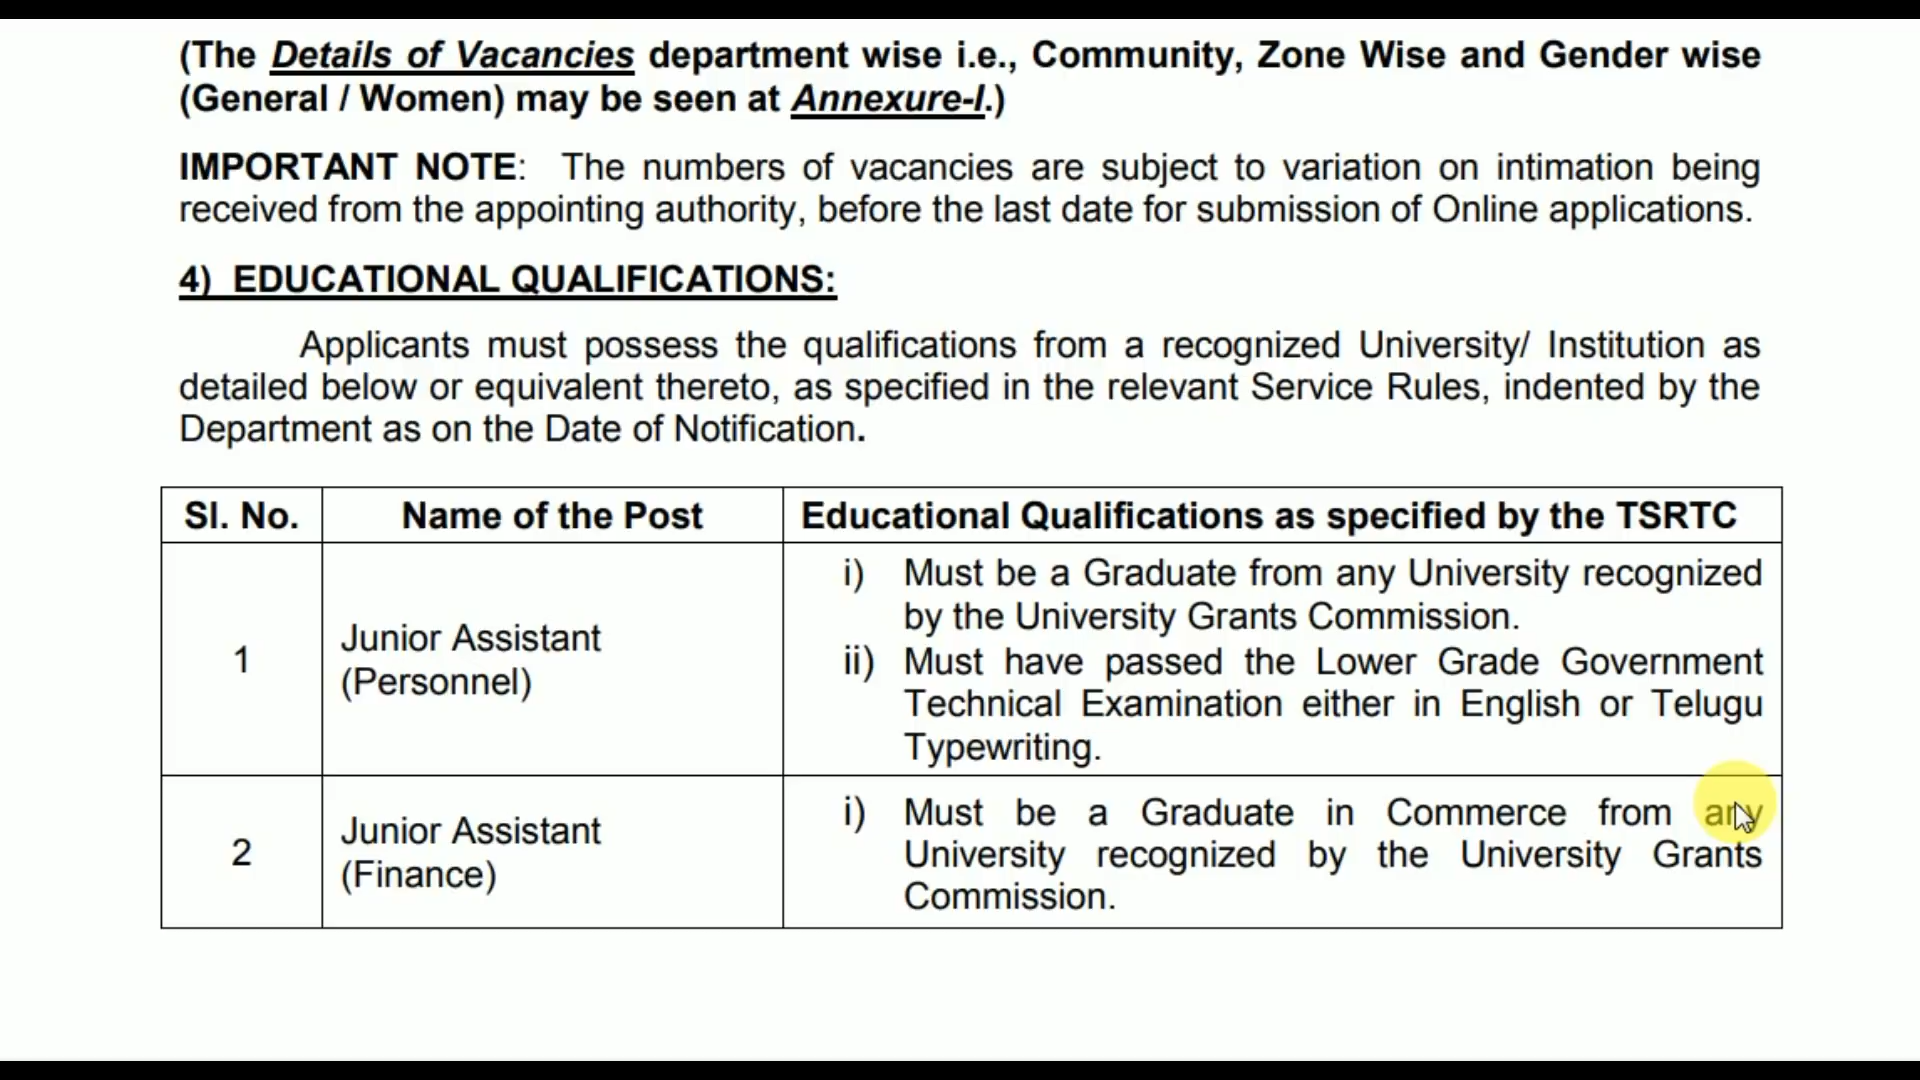 (The Details of Vacancies department wise i.e., Community, Zone Wise and Gender wise
(General / Women) may be seen at Annexure-I.)
IMPORTANT NOTE: The numbers of vacancies are subject to variation on intimation being
received from the appointing authority, before the last date for submission of Online applications.
4) EDUCATIONAL QUALIFICATIONS:
Applicants must possess the qualifications from a recognized University/ Institution as
detailed below or equivalent thereto, as specified in the relevant Service Rules, indented by the
Department as on the Date of Notification.
Sl. No. Name of the Post Educational Qualifications as specified by the TSRTC
1
Junior Assistant
(Personnel)
i) Must be a Graduate from any University recognized
by the University Grants Commission.
ii) Must have passed the Lower Grade Government
Technical Examination either in English or Telugu
Typewriting.
2
Junior Assistant
(Finance)
i) Must be a Graduate in Commerce from any
University recognized by the University Grants
Commission.